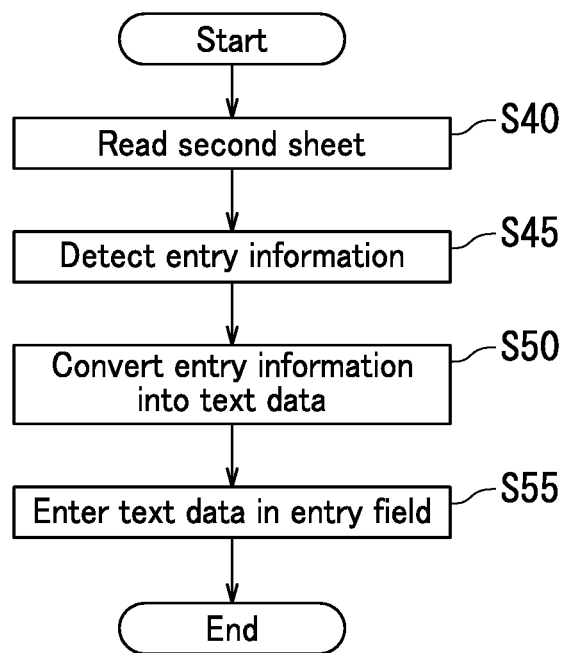 Start
Read second sheet
S40
Detect entry information
S45
Convert entry information
into text data
S50
Enter text data in entry field
S55
End